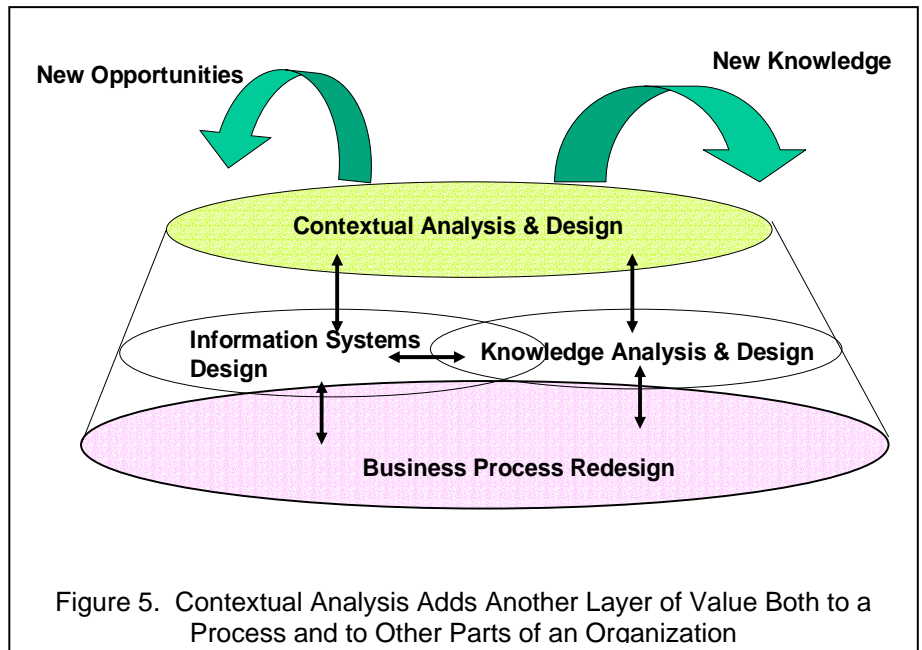 New Opportunities
New Knowledge
Contextual Analysis & Design
Information Systems
Design
Knowledge Analysis & Design
Business Process Redesign
Figure 5. Contextual Analysis Adds Another Layer of Value Both to a
Process and to Other Parts of an Organization